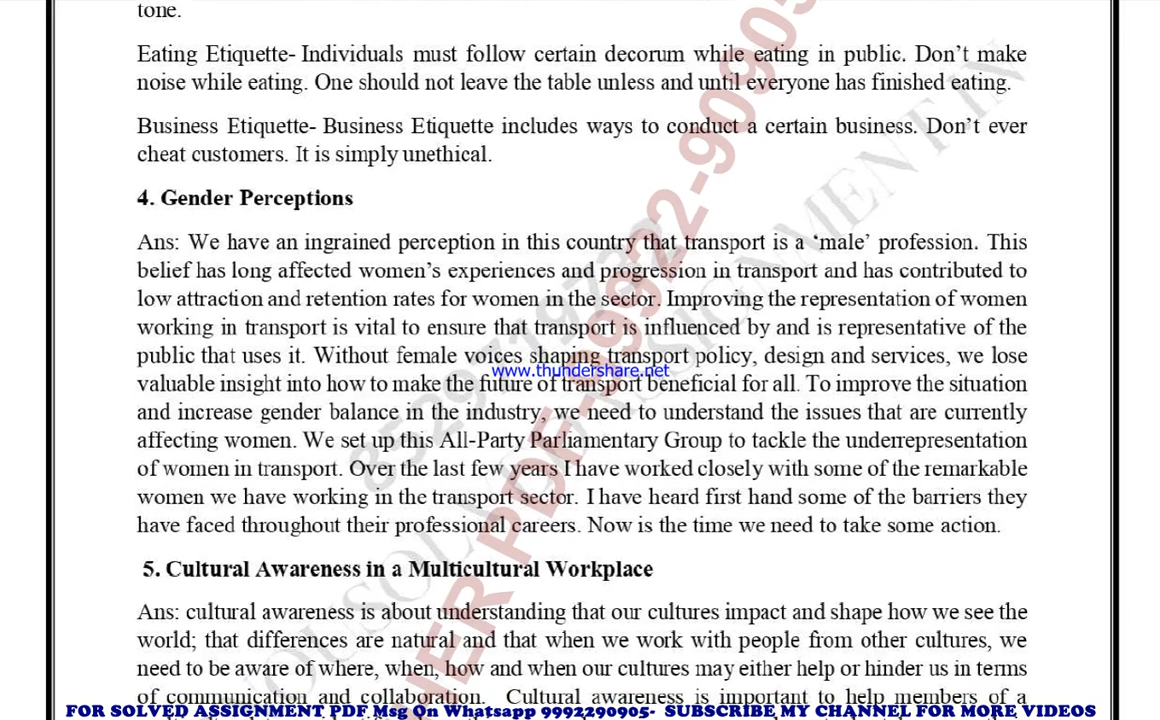 tone.
Eating Etiquette- Individuals must follow certain decorum while eating in public. Don’t make
noise while eating. One should not leave the table unless and until everyone has finished eating.
Business Etiquette- Business Etiquette includes ways to conduct a certain business. Don’t ever
cheat customers. It is simply unethical.
4. Gender Perceptions
Ans: We have an ingrained perception in this country that transport is a ‘male’ profession. This
belief has long affected women’s experiences and progression in transport and has contributed to
low attraction and retention rates for women in the sector. Improving the representation of women
working in transport is vital to ensure that transport is influenced by and is representative of the
public that uses it. Without female voices shaping transport policy, design and services, we lose
www.thundershare.net
valuable insight into how to make the future of transport beneficial for all. To improve the situation
and increase gender balance in the industry, we need to understand the issues that are currently
affecting women. We set up this All-Party Parliamentary Group to tackle the underrepresentation
of women in transport. Over the last few years I have worked closely with some of the remarkable
women we have working in the transport sector. I have heard first hand some of the barriers they
have faced throughout their professional careers. Now is the time we need to take some action.
5. Cultural Awareness in a Multicultural Workplace
Ans: cultural awareness is about understanding that our cultures impact and shape how we see the
world; that differences are natural and that when we work with people from other cultures, we
need to be aware of where, when, how and when our cultures may either help or hinder us in terms
of communication and collaboration. Cultural awareness is important to help members of a
FOR SOLVED ASSIGNMENT PDF Msg On Whatsapp 9992290905- SUBSCRIBE MY CHANNEL FOR MORE VIDEOS